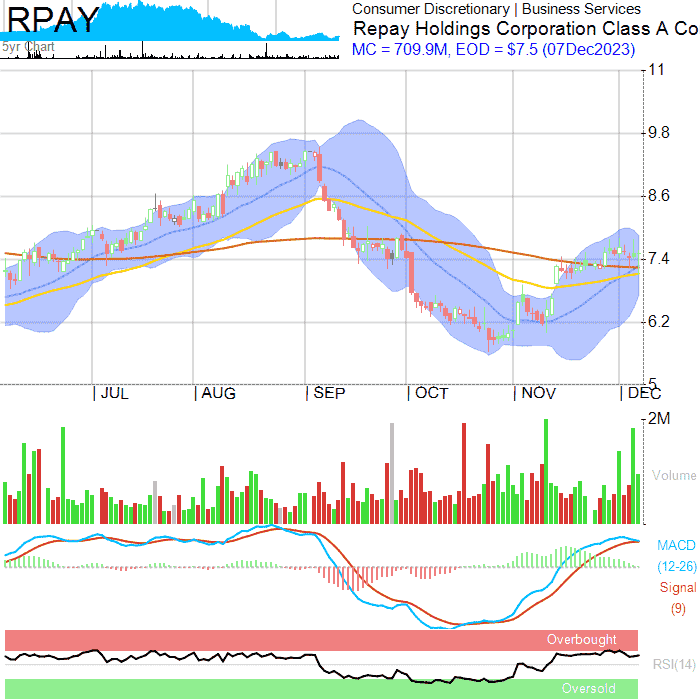 RPAY
5yr Chart
Consumer Discretionary | Business Services
Repay Holdings Corporation Class A Co
MC = 709.9M, EOD = $7.5 (07Dec2023)
11
9.8
8.6
7.4
6.2
5
| JUL | AUG | SEP | OCT | NOV | DEC
2M
Volume
MACD
(12-26)
Signal
(9)
Overbought
RSI(14)
Oversold